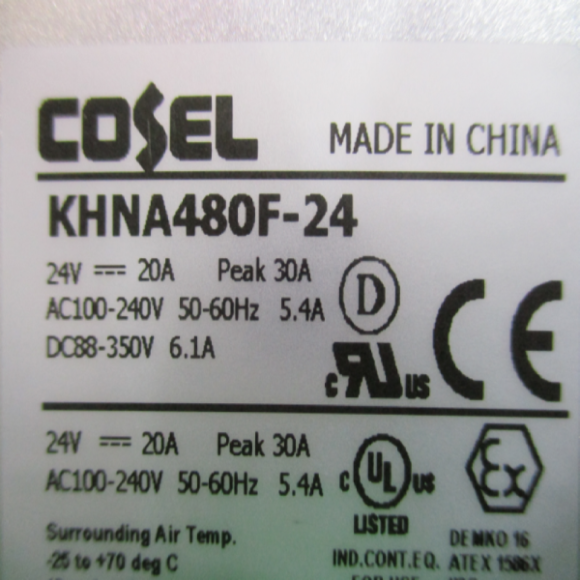 COSEL MADE IN CHINA
KHNA480F-24
24V 20A Peak 30A
AC100-240V 50-60Hz 5.4A
DC88-350V 6.1A
D
c RU US
CE
24V 20A Peak 30A
AC100-240V 50-60Hz 5.4A
c UL us
Ex
LISTED
Surrounding Air Temp.
-25 to +70 deg C
DEMKO 16
IND.CONT.EQ. ATEX 1586X